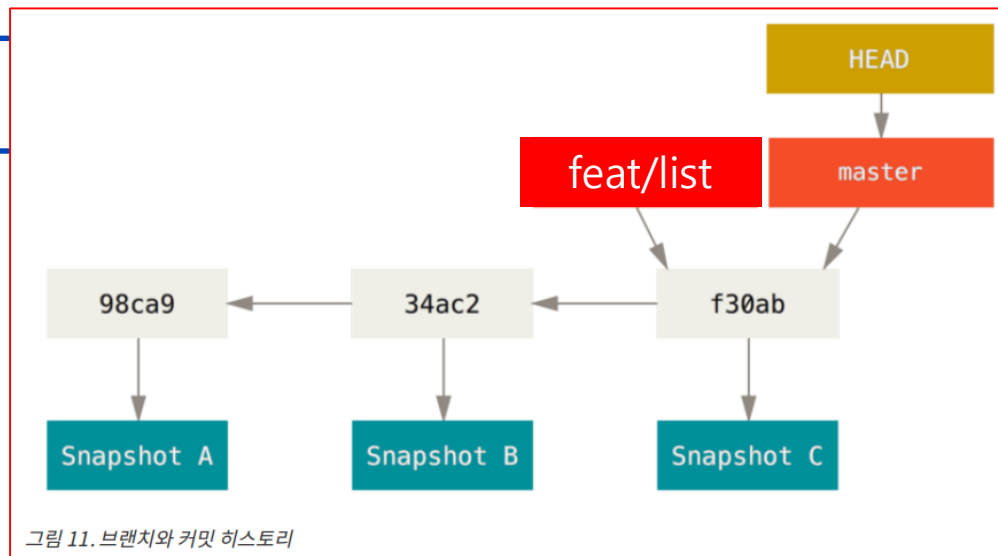 HEAD
feat/list
master
98ca9
34ac2
f30ab
Snapshot A
Snapshot B
Snapshot C
그림 11. 브랜치와 커밋 히스토리